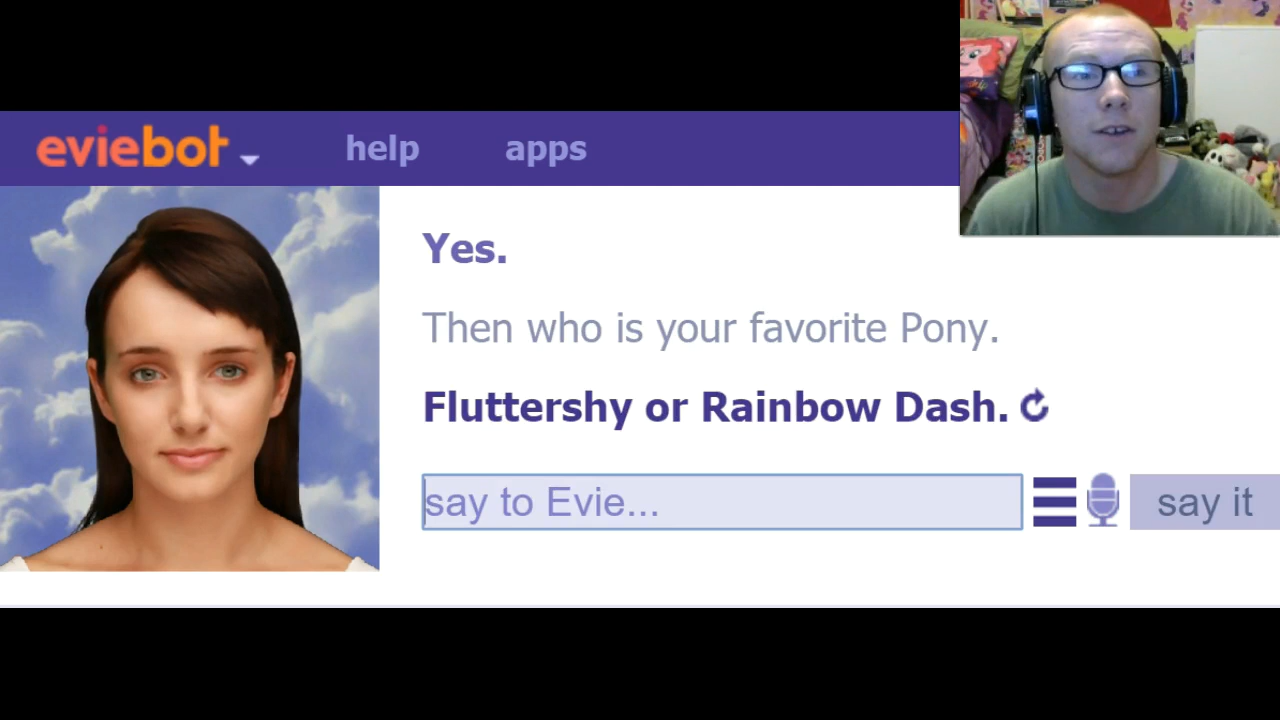 eviebot
help
apps
Yes.
Then who is your favorite Pony.
Fluttershy or Rainbow Dash.
say to Evie...
say it